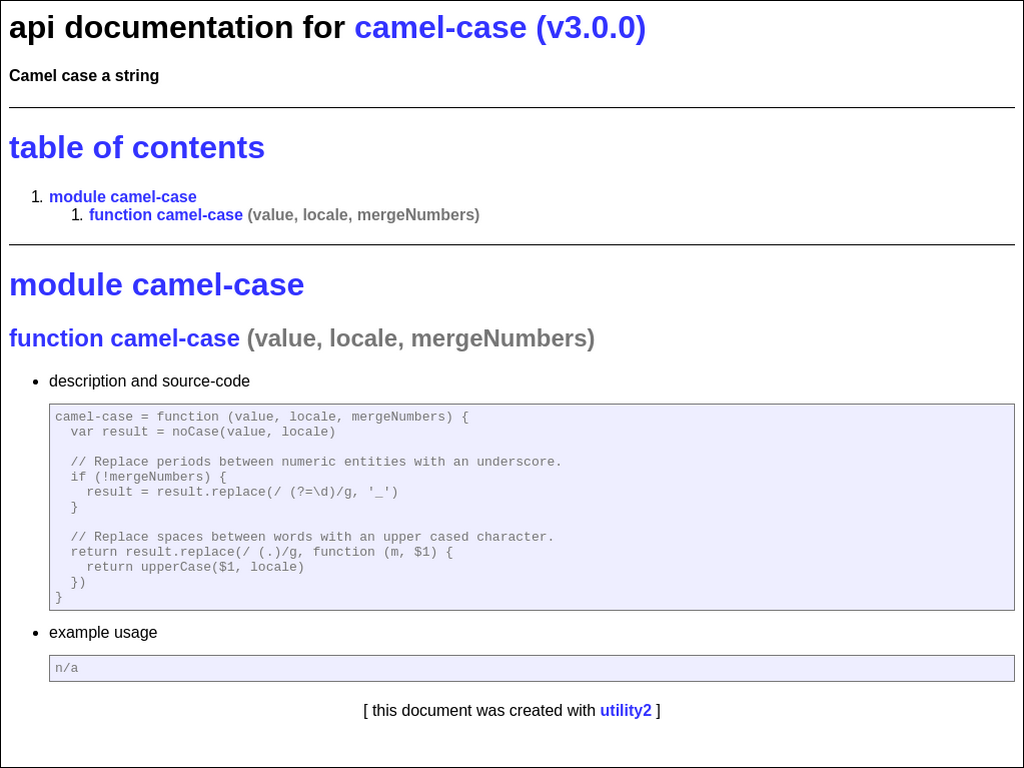 api documentation for camel-case (v3.0.0)
Camel case a string
table of contents
1. module camel-case
1. function camel-case (value, locale, mergeNumbers)
module camel-case
function camel-case (value, locale, mergeNumbers)
• description and source-code
camel-case = function (value, locale, mergeNumbers) {
  var result = noCase(value, locale)

  // Replace periods between numeric entities with an underscore.
  if (!mergeNumbers) {
    result = result.replace(/ (?=\d)/g, '_')
  }

  // Replace spaces between words with an upper cased character.
  return result.replace(/ (.)/g, function (m, $1) {
    return upperCase($1, locale)
  })
}
• example usage
n/a
[ this document was created with utility2 ]